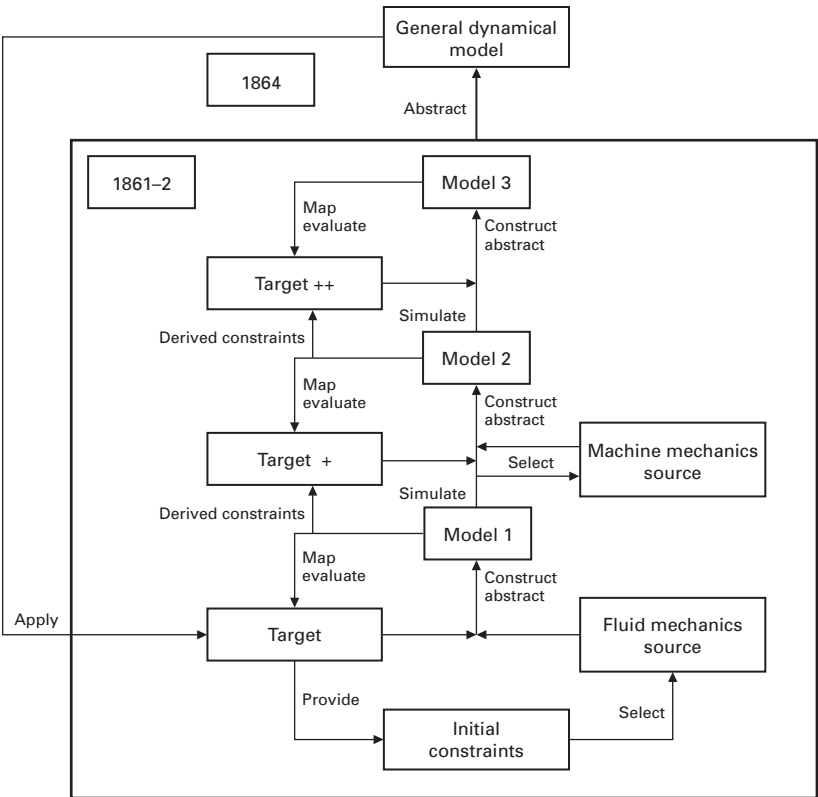 General dynamical
model
1864
Abstract
1861–2
Model 3
Map
evaluate
Construct
abstract
Target ++
Simulate
Derived constraints
Model 2
Map
evaluate
Construct
abstract
Machine mechanics
source
Target +
Select
Simulate
Derived constraints
Model 1
Map
evaluate
Construct
abstract
Apply
Target
Fluid mechanics
source
Provide
Select
Initial
constraints